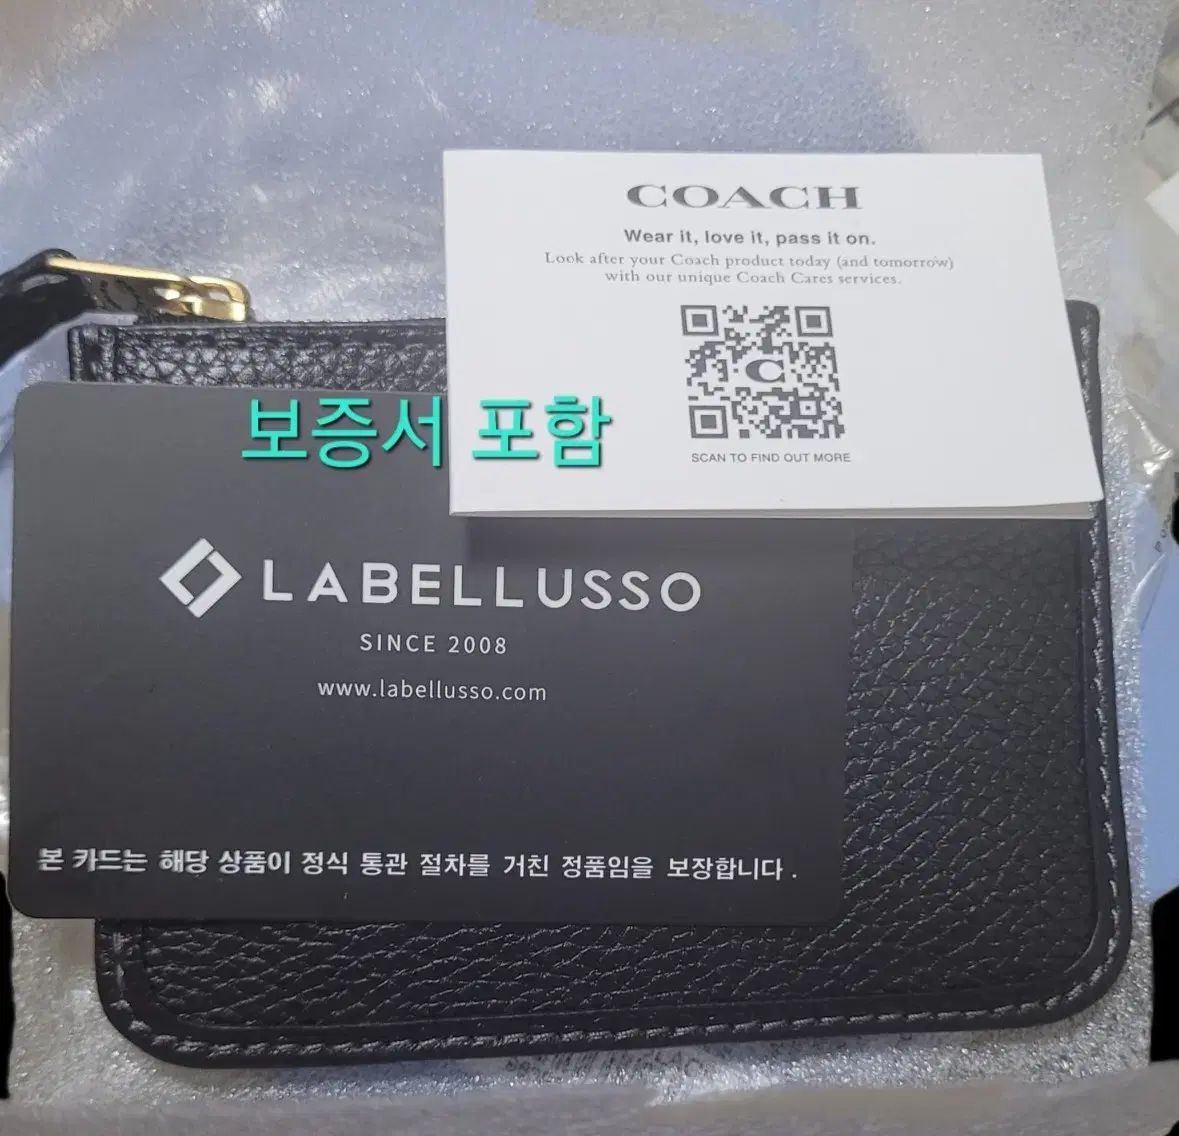 COACH
Wear it, love it, pass it on.
Look after your Coach product today (and tomorrow)
with our unique Coach Cares services.
C
SCAN TO FIND OUT MORE
보증서 포함
LABELLUSSO
SINCE 2008
www.labellusso.com
본 카드는 해당 상품이 정식 통관 절차를 거친 정품임을 보장합니다.